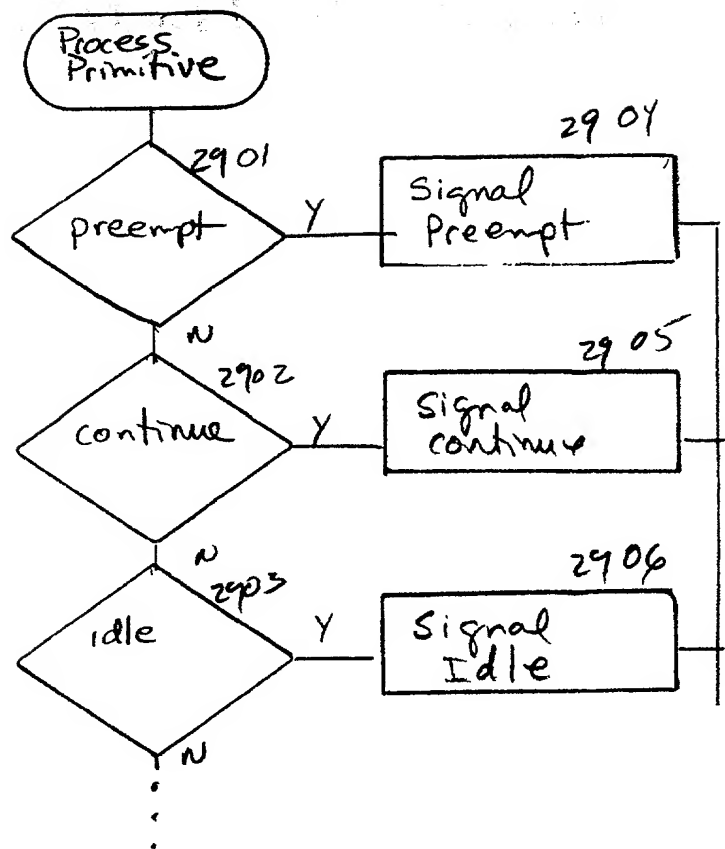 Process
Primitive
2901
preempt
Y
2904
Signal
Preempt
N
2902
continue
Y
2905
Signal
continue
N
2903
idle
Y
2906
Signal
Idle
N